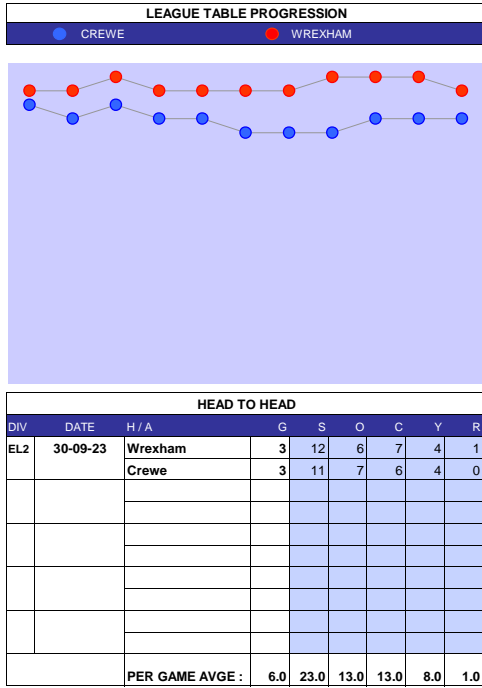 LEAGUE TABLE PROGRESSION
CREWE WREXHAM
HEAD TO HEAD
DIV DATE H / A G S O C Y R
EL2 30-09-23 Wrexham 3 12 6 7 4 1
Crewe 3 11 7 6 4 0
PER GAME AVGE : 6.0 23.0 13.0 13.0 8.0 1.0